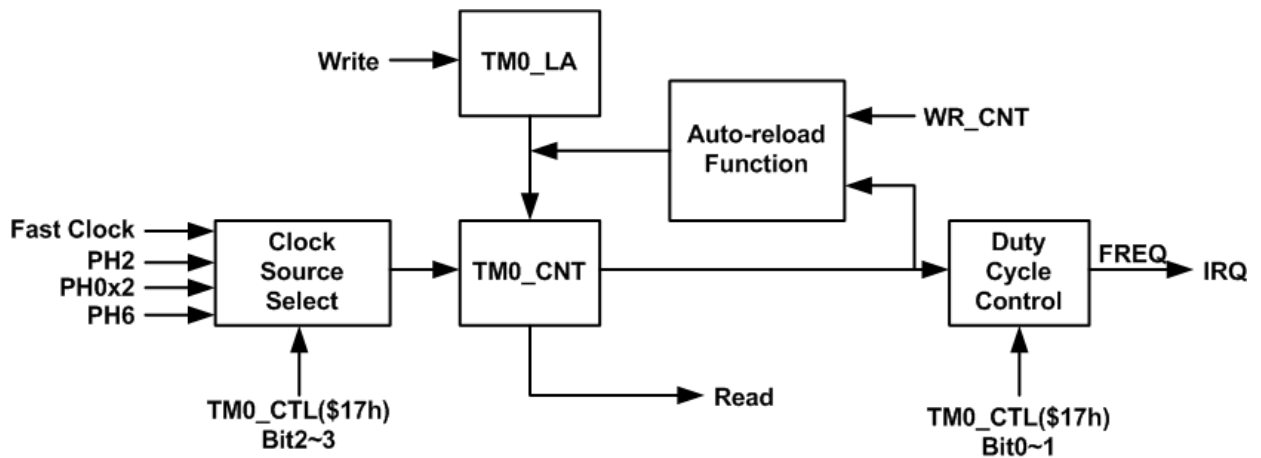 Write
TM0_LA
Auto-reload
Function
WR_CNT
Fast Clock
PH2
PH0x2
PH6
Clock
Source
Select
TM0_CNT
Duty
Cycle
Control
FREQ
IRQ
Read
TM0_CTL($17h)
Bit2~3
TM0_CTL($17h)
Bit0~1